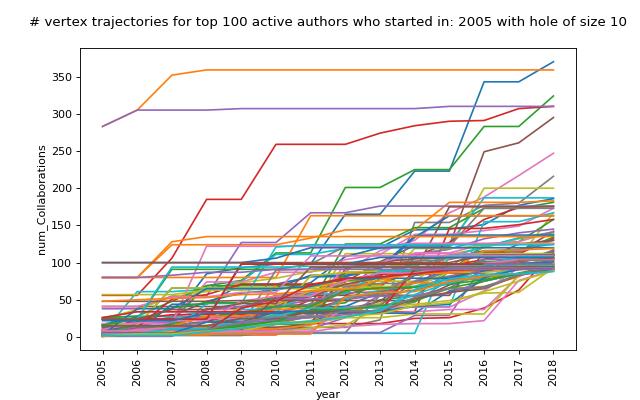 # vertex trajectories for top 100 active authors who started in: 2005 with hole of size 10
350
300
250
200
150
100
50
0
num_Collaborations
2005 2006 2007 2008 2009 2010 2011 2012 2013 2014 2015 2016 2017 2018
year